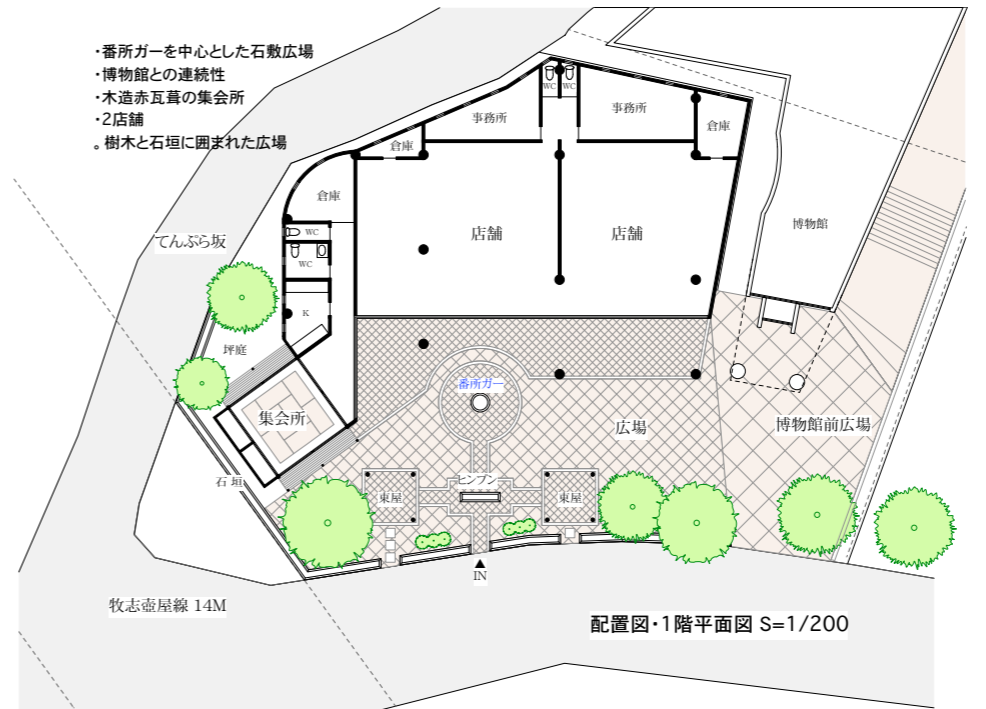 ・番所ガーを中心とした石敷広場
・博物館との連続性
・木造赤瓦葺の集会所
・2店舗
。樹木と石垣に囲まれた広場
WC
WC
事務所
事務所
倉庫
倉庫
倉庫
店舗
店舗
博物館
てんぷら坂
WC
WC
K
坪庭
番所ガー
集会所
広場
博物館前広場
石垣
ヒンプン
東屋
東屋
IN
牧志壺屋線 14M
配置図・1階平面図 S=1/200